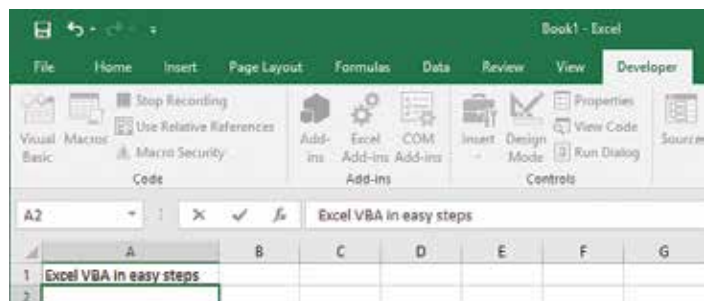 Book1 - Excel
File Home Insert Page Layout Formulas Data Review View Developer
Stop Recording Properties
Use Relative References View Code
Visual Basic Macros Macro Security Add-ins Excel Add-ins COM Add-ins Insert Design Mode Run Dialog Source
Code Add-ins Controls
A2 fx Excel VBA in easy steps
A B C D E F G
1 Excel VBA in easy steps
2